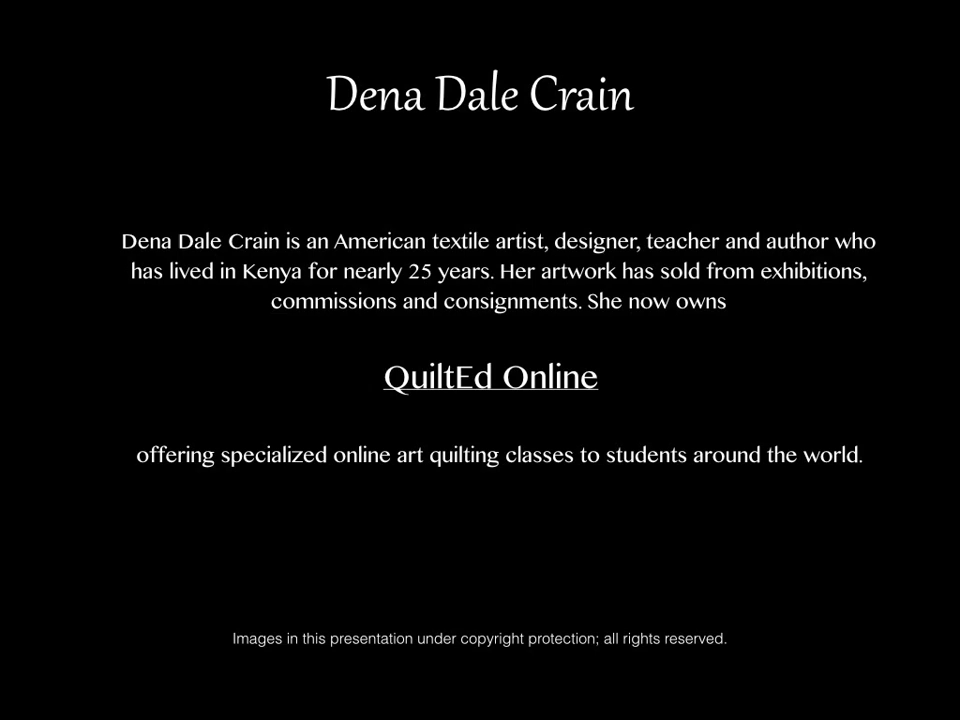 Dena Dale Crain
Dena Dale Crain is an American textile artist, designer, teacher and author who
has lived in Kenya for nearly 25 years. Her artwork has sold from exhibitions,
commissions and consignments. She now owns
QuiltEd Online
offering specialized online art quilting classes to students around the world.
Images in this presentation under copyright protection; all rights reserved.